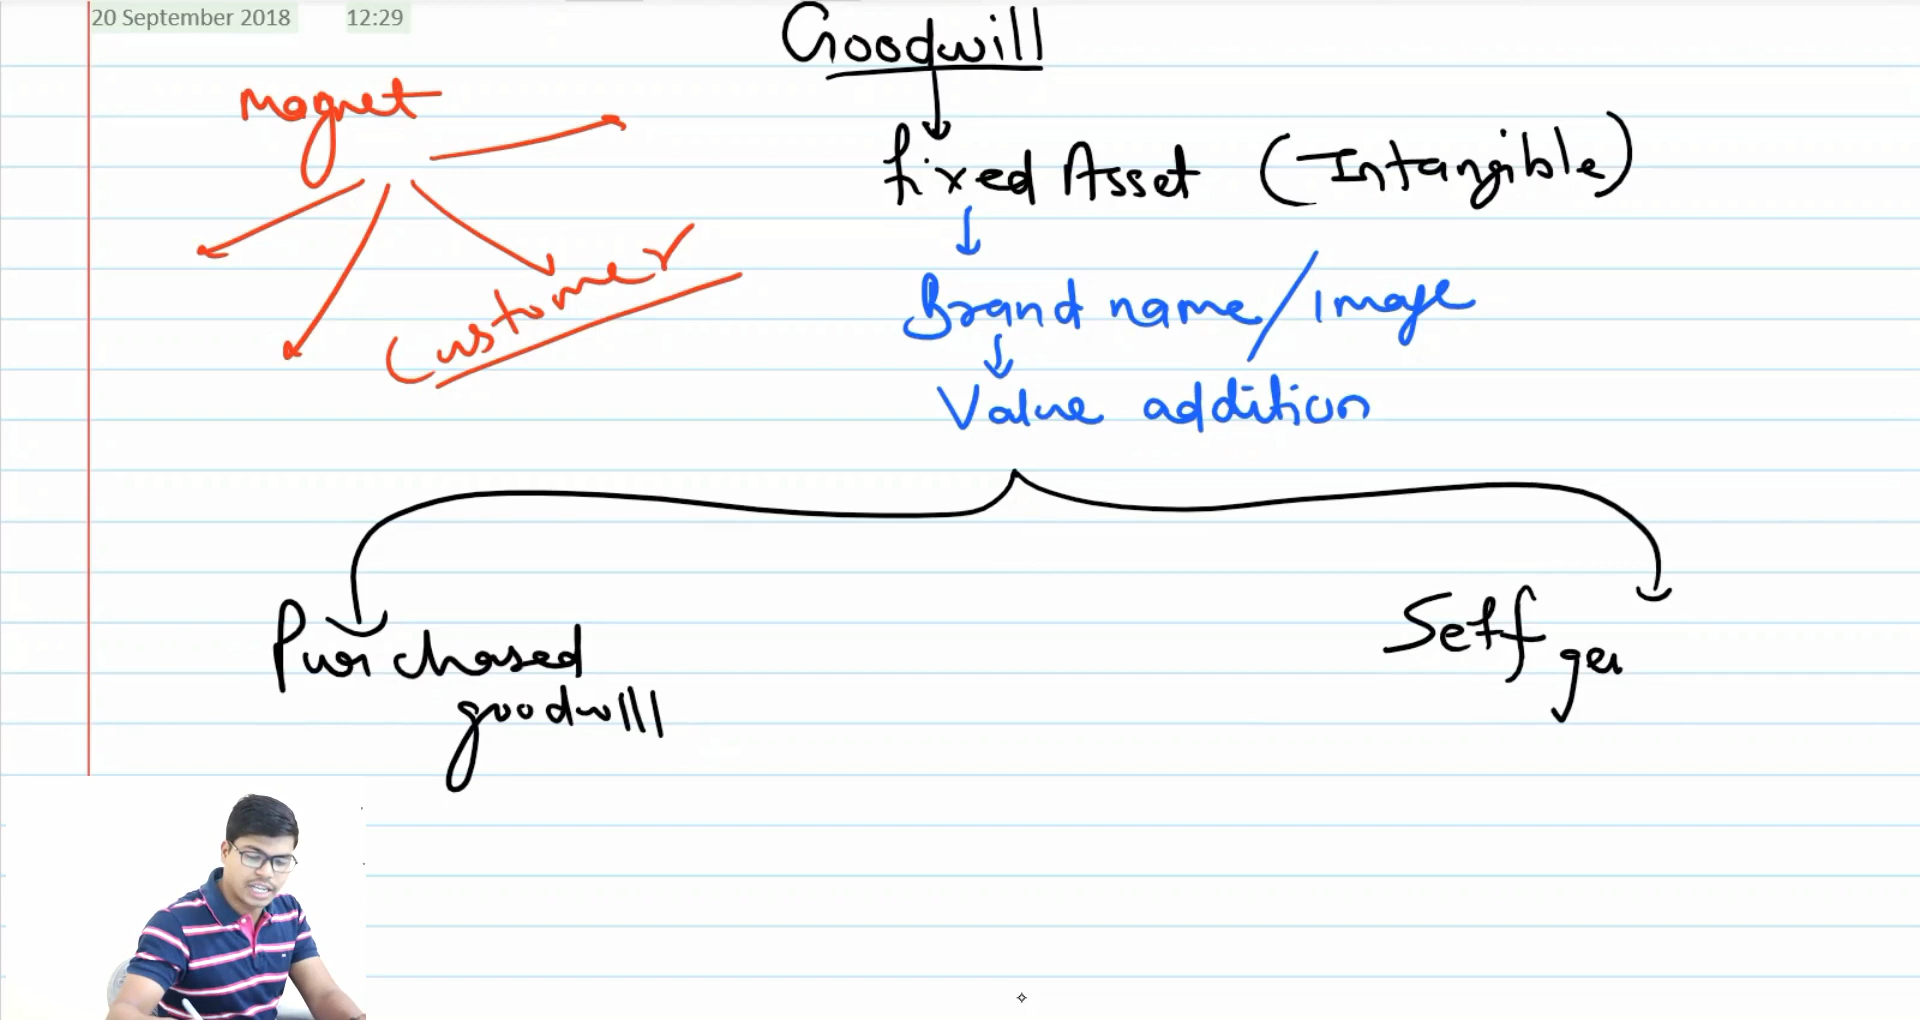 20 September 2018 12:29
Goodwill
Magnet
fixed Asset (Intangible)
Customer
Brand name/Image
Value addition
Purchased
goodwill
Self
gen